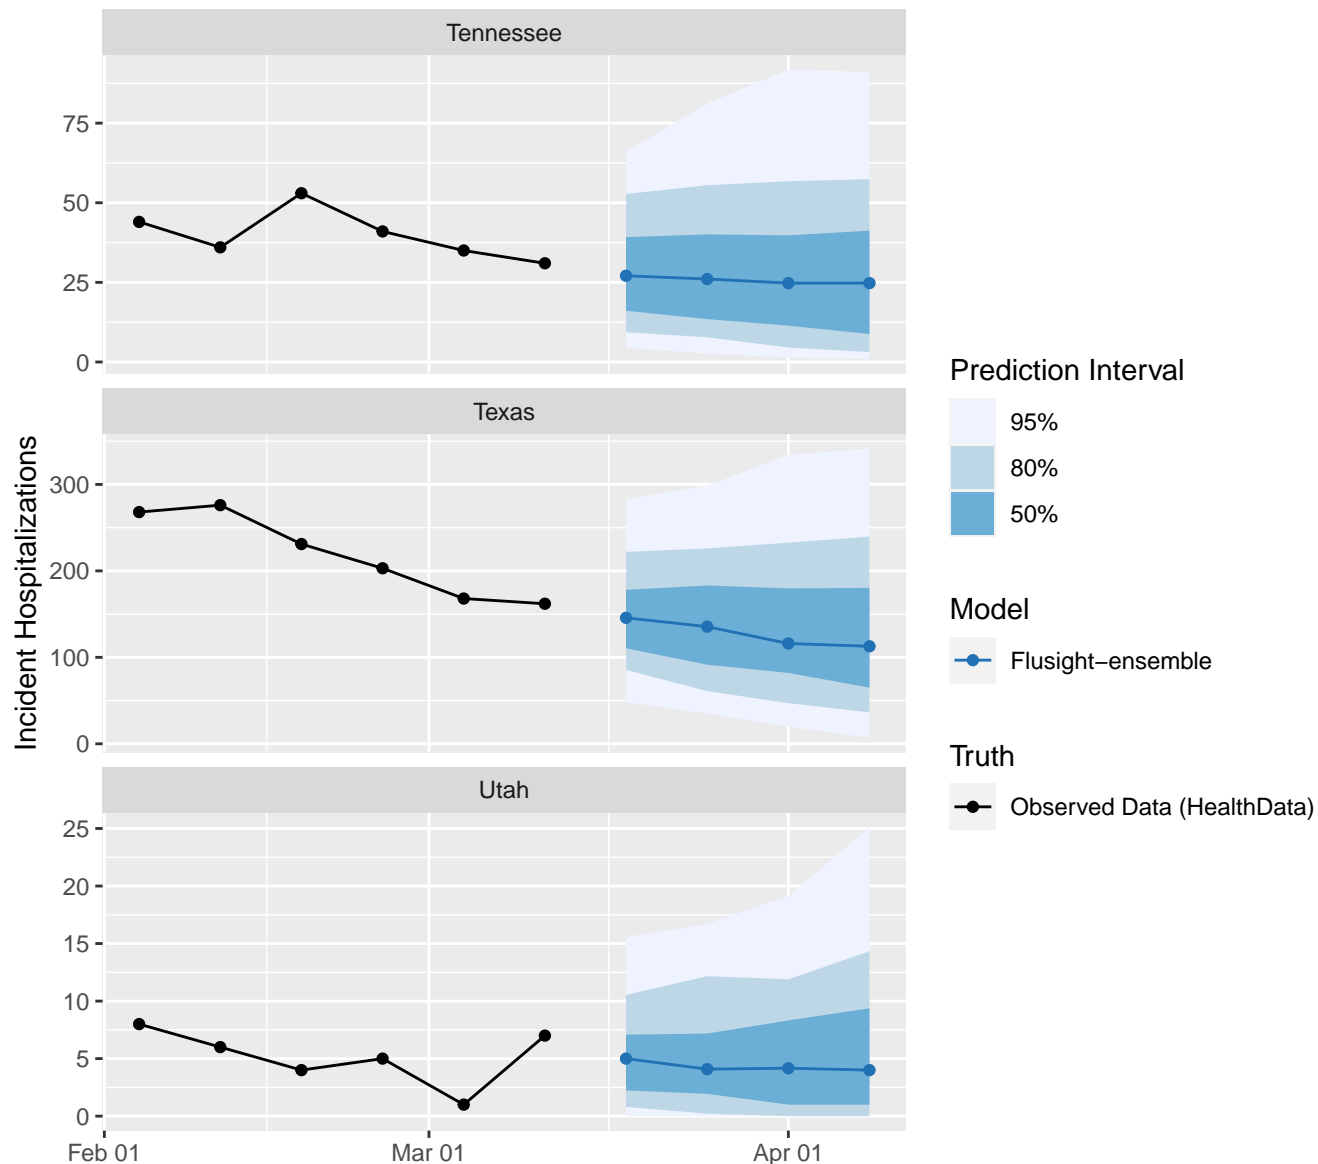 Tennessee
75
50
25
0
Texas
300
200
100
0
Utah
25
20
15
10
5
0
Feb 01
Mar 01
Apr 01
Incident Hospitalizations
Prediction Interval
95%
80%
50%
Model
Flusight−ensemble
Truth
Observed Data (HealthData)